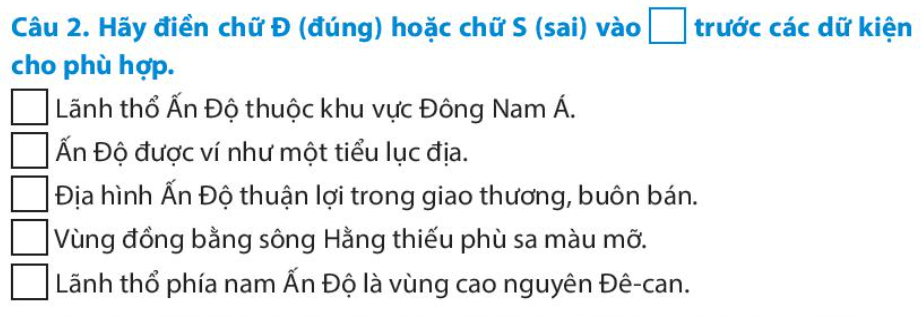 Câu 2. Hãy điền chữ Đ (đúng) hoặc chữ S (sai) vào □ trước các dữ kiện
cho phù hợp.
□ Lãnh thổ Ấn Độ thuộc khu vực Đông Nam Á.
□ Ấn Độ được ví như một tiểu lục địa.
□ Địa hình Ấn Độ thuận lợi trong giao thương, buôn bán.
□ Vùng đồng bằng sông Hằng thiếu phù sa màu mỡ.
□ Lãnh thổ phía nam Ấn Độ là vùng cao nguyên Đê-can.